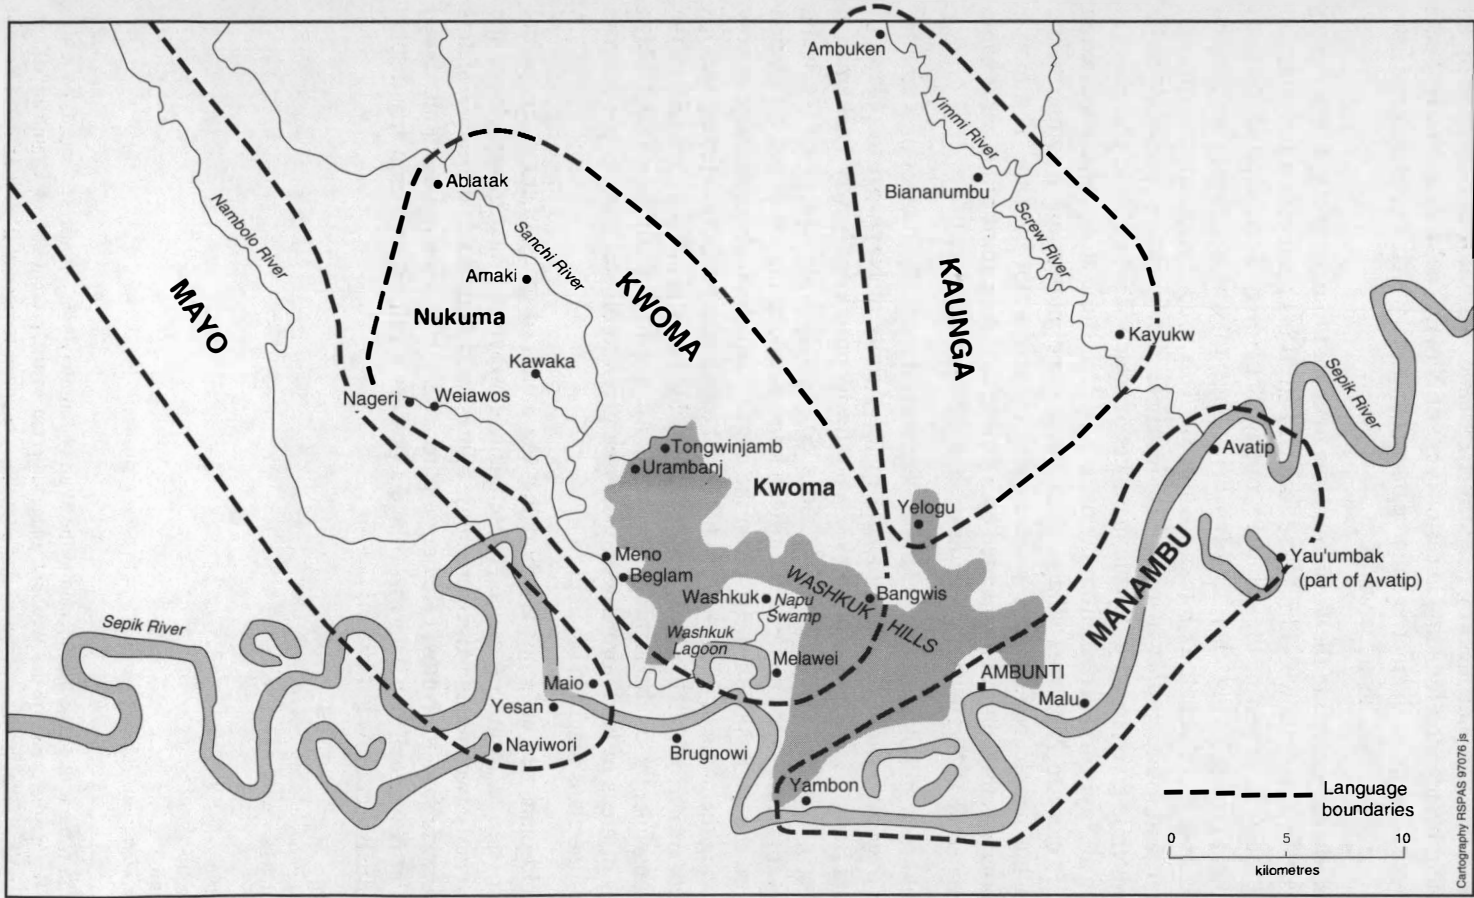 Ambuken
Yimmi River
Biananumbu
Ablatak
Nambolo River
Screw River
Sanchi River
Amaki
MAYO
Nukuma
KWOMA
KAUNGA
Kayukw
Kawaka
Nageri
Weiawos
Sepik River
Tongwinjamb
Urambanj
Avatip
Kwoma
Yelogu
MANAMBU
Meno
Beglam
Yau'umbak
(part of Avatip)
WASHKUK
HILLS
Washkuk
Napu
Swamp
Bangwis
Sepik River
Washkuk
Lagoon
Melawei
AMBUNTI
Maio
Malu
Yesan
Nayiwori
Brugnowi
Yambon
Language
boundaries
0 5 10
kilometres
Cartography RSPAS 97076 js